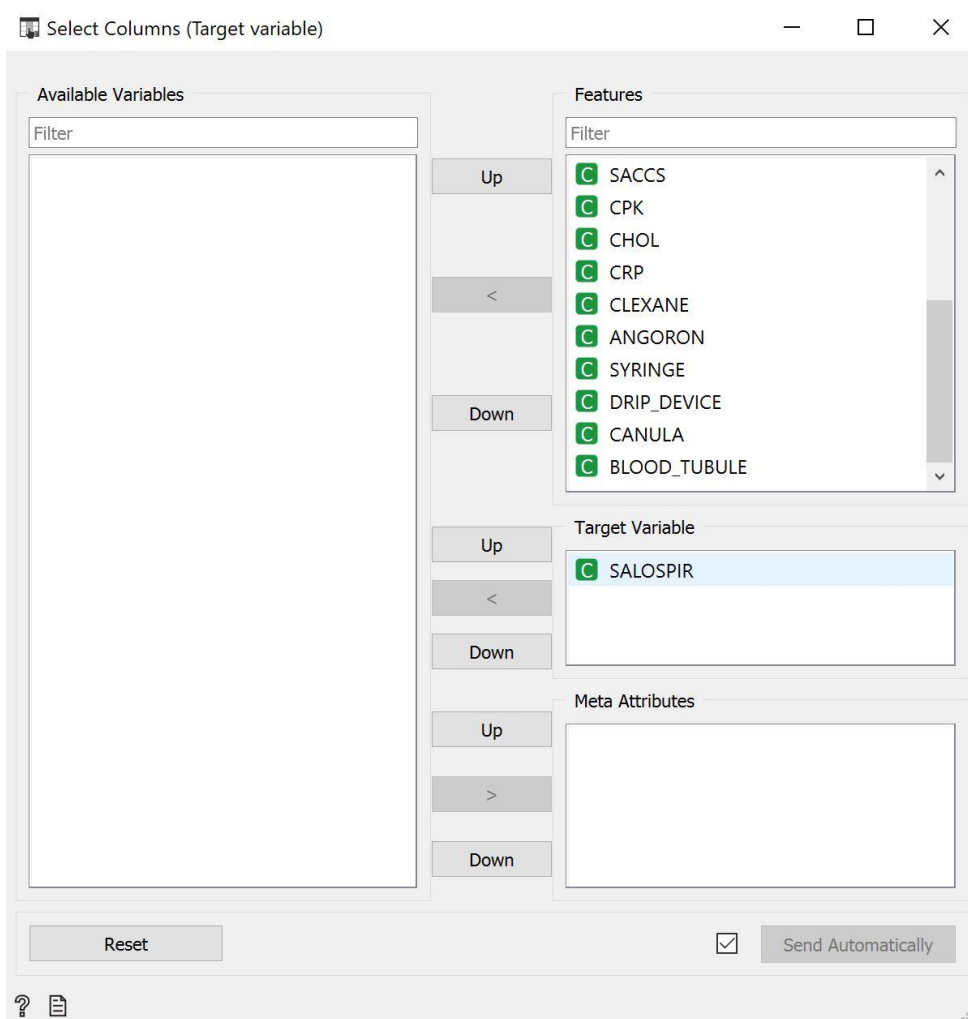 Select Columns (Target variable)
Available Variables
Filter
Up
<
Down
Up
<
Down
Up
>
Down
Features
Filter
C SACCS
C CPK
C CHOL
C CRP
C CLEXANE
C ANGORON
C SYRINGE
C DRIP_DEVICE
C CANULA
C BLOOD_TUBULE
Target Variable
C SALOSPIR
Meta Attributes
Reset
Send Automatically
?